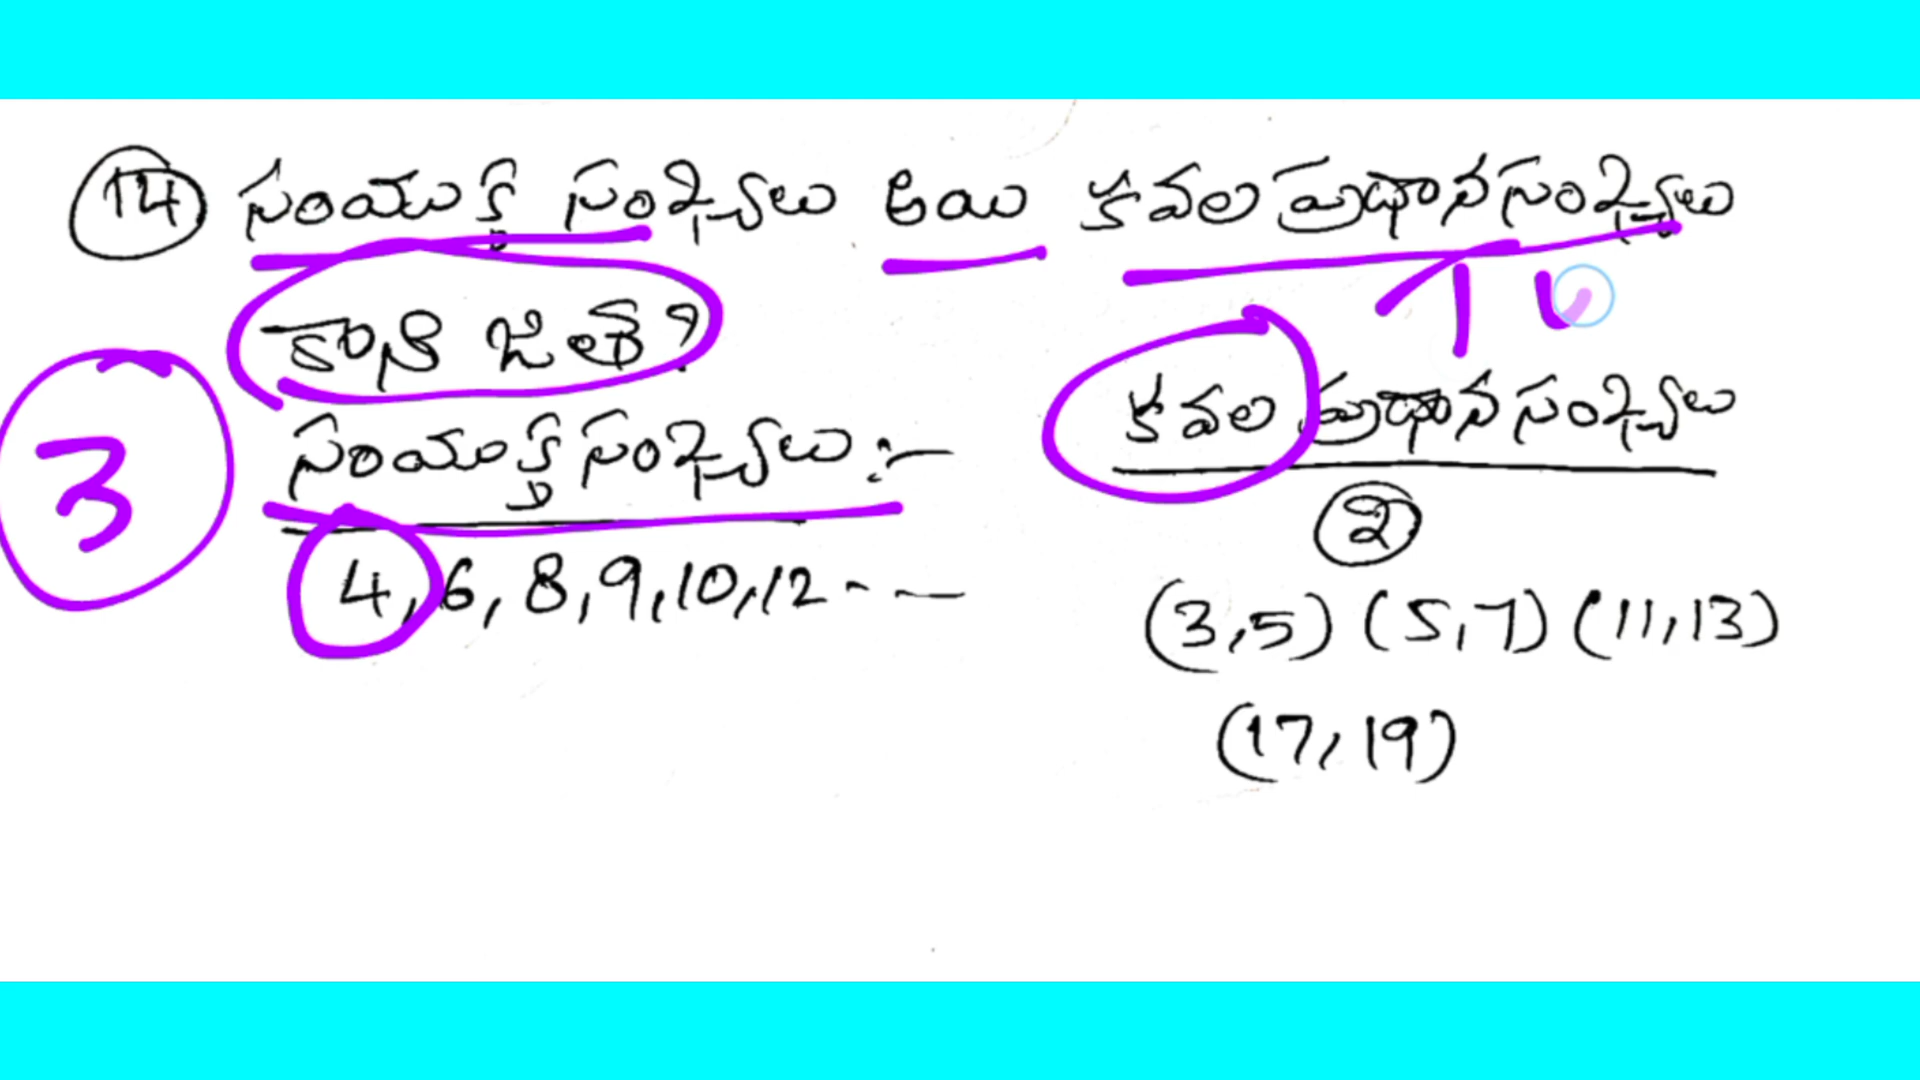 14 సంయుక్త సంఖ్యలు అయి కవల ప్రధాన సంఖ్యలు
కాని జత?
T U
3
సంయుక్త సంఖ్యలు :-
4, 6, 8, 9, 10, 12 - —
కవల ప్రధాన సంఖ్యలు
2
(3,5) (5,7) (11,13)
(17,19)